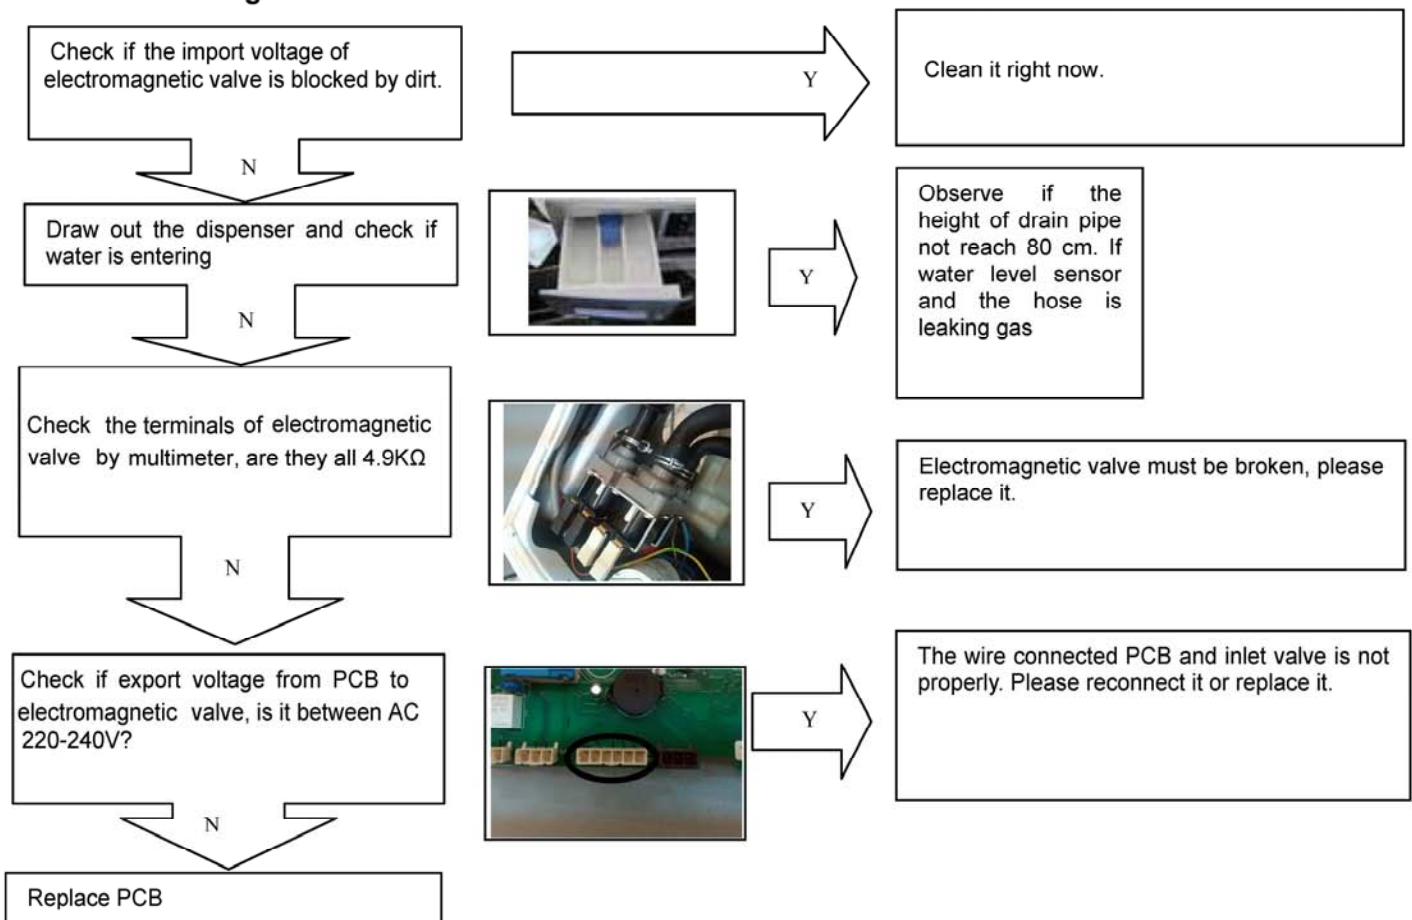 Check if the import voltage of
electromagnetic valve is blocked by dirt.
Y
Clean it right now.
N
Draw out the dispenser and check if
water is entering
Y
Observe if the
height of drain pipe
not reach 80 cm. If
water level sensor
and the hose is
leaking gas
N
Check the terminals of electromagnetic
valve by multimeter, are they all 4.9KΩ
Y
Electromagnetic valve must be broken, please
replace it.
N
Check if export voltage from PCB to
electromagnetic valve, is it between AC
220-240V?
Y
The wire connected PCB and inlet valve is not
properly. Please reconnect it or replace it.
N
Replace PCB